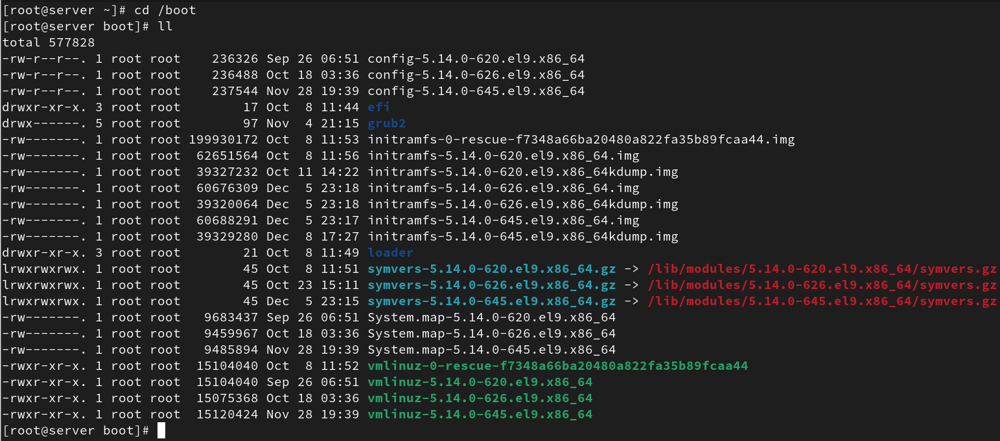 [root@server ~]# cd /boot
[root@server boot]# ll
total 577828
-rw-r--r--. 1 root root    236326 Sep 26 06:51 config-5.14.0-620.el9.x86_64
-rw-r--r--. 1 root root    236488 Oct 18 03:36 config-5.14.0-626.el9.x86_64
-rw-r--r--. 1 root root    237544 Nov 28 19:39 config-5.14.0-645.el9.x86_64
drwxr-xr-x. 3 root root        17 Oct  8 11:44 efi
drwx------. 5 root root        97 Nov  4 21:15 grub2
-rw-------. 1 root root 199930172 Oct  8 11:53 initramfs-0-rescue-f7348a66ba20480a822fa35b89fcaa44.img
-rw-------. 1 root root  62651564 Oct  8 11:56 initramfs-5.14.0-620.el9.x86_64.img
-rw-------. 1 root root  39327232 Oct 11 14:22 initramfs-5.14.0-620.el9.x86_64kdump.img
-rw-------. 1 root root  60676309 Dec  5 23:18 initramfs-5.14.0-626.el9.x86_64.img
-rw-------. 1 root root  39320064 Dec  5 23:18 initramfs-5.14.0-626.el9.x86_64kdump.img
-rw-------. 1 root root  60688291 Dec  5 23:17 initramfs-5.14.0-645.el9.x86_64.img
-rw-------. 1 root root  39329280 Dec  8 17:27 initramfs-5.14.0-645.el9.x86_64kdump.img
drwxr-xr-x. 3 root root        21 Oct  8 11:49 loader
lrwxrwxrwx. 1 root root        45 Oct  8 11:51 symvers-5.14.0-620.el9.x86_64.gz -> /lib/modules/5.14.0-620.el9.x86_64/symvers.gz
lrwxrwxrwx. 1 root root        45 Oct 23 15:11 symvers-5.14.0-626.el9.x86_64.gz -> /lib/modules/5.14.0-626.el9.x86_64/symvers.gz
lrwxrwxrwx. 1 root root        45 Dec  5 23:15 symvers-5.14.0-645.el9.x86_64.gz -> /lib/modules/5.14.0-645.el9.x86_64/symvers.gz
-rw-------. 1 root root   9683437 Sep 26 06:51 System.map-5.14.0-620.el9.x86_64
-rw-------. 1 root root   9459967 Oct 18 03:36 System.map-5.14.0-626.el9.x86_64
-rw-------. 1 root root   9485894 Nov 28 19:39 System.map-5.14.0-645.el9.x86_64
-rwxr-xr-x. 1 root root  15104040 Oct  8 11:52 vmlinuz-0-rescue-f7348a66ba20480a822fa35b89fcaa44
-rwxr-xr-x. 1 root root  15104040 Sep 26 06:51 vmlinuz-5.14.0-620.el9.x86_64
-rwxr-xr-x. 1 root root  15075368 Oct 18 03:36 vmlinuz-5.14.0-626.el9.x86_64
-rwxr-xr-x. 1 root root  15120424 Nov 28 19:39 vmlinuz-5.14.0-645.el9.x86_64
[root@server boot]#